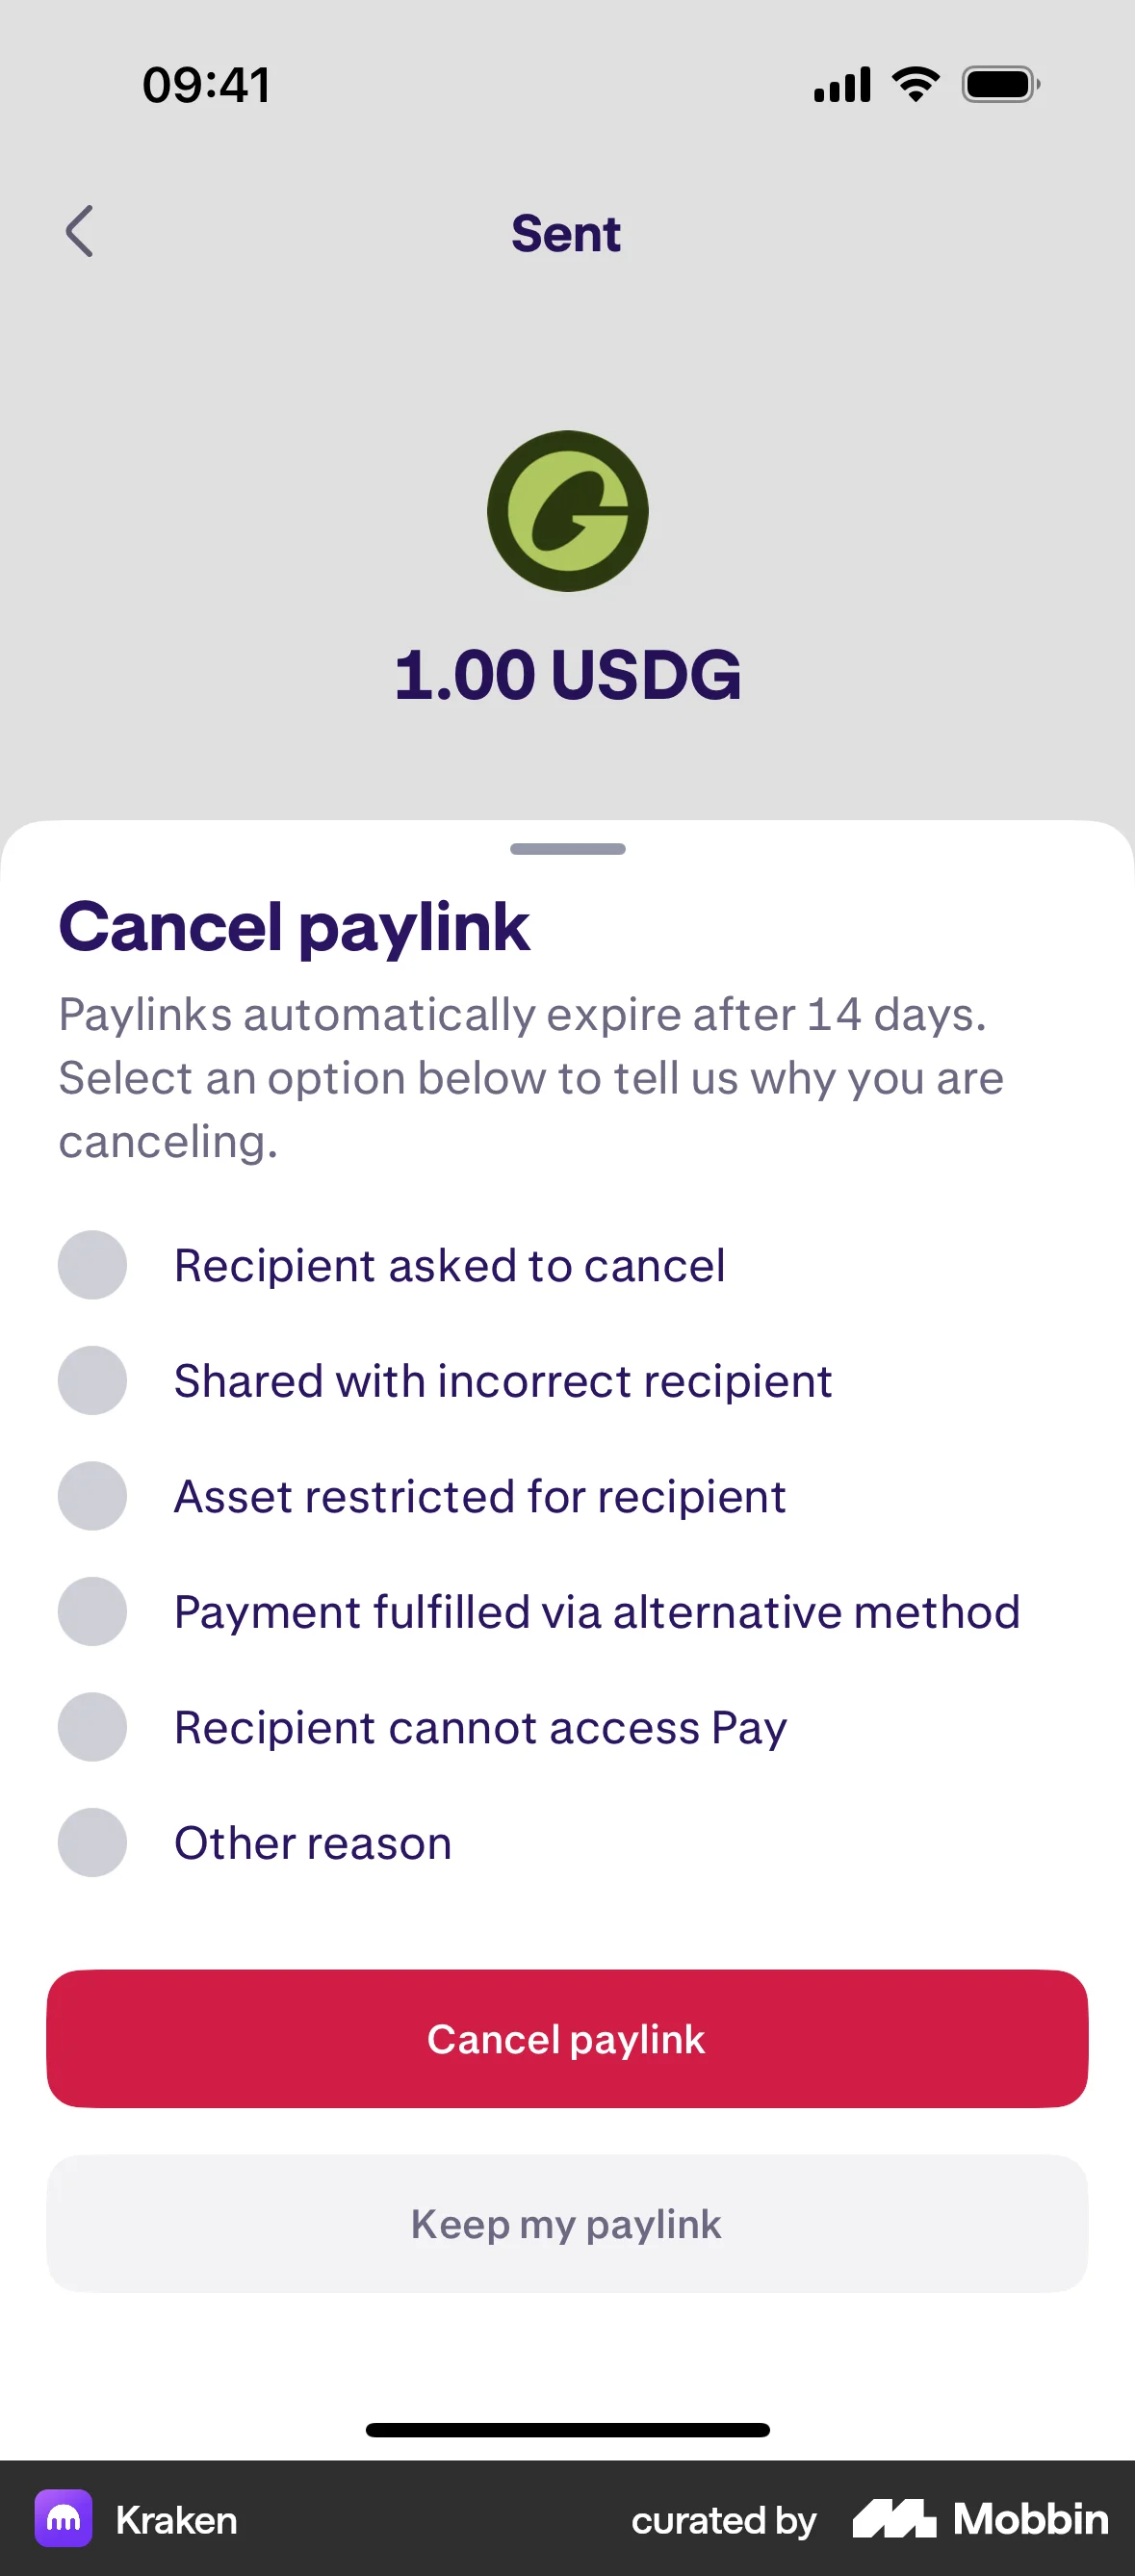 09:41
Sent
1.00 USDG
Cancel paylink
Paylinks automatically expire after 14 days.
Select an option below to tell us why you are
canceling.
Recipient asked to cancel
Shared with incorrect recipient
Asset restricted for recipient
Payment fulfilled via alternative method
Recipient cannot access Pay
Other reason
Cancel paylink
Keep my paylink
Kraken
curated by Mobbin